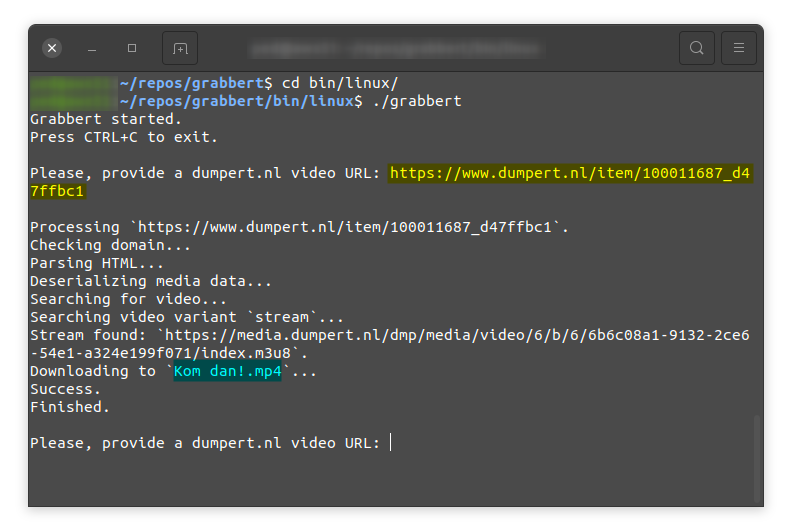 ~/repos/grabbert$ cd bin/linux/
~/repos/grabbert/bin/linux$ ./grabbert
Grabbert started.
Press CTRL+C to exit.
Please, provide a dumpert.nl video URL: https://www.dumpert.nl/item/100011687_d4
7ffbc1
Processing `https://www.dumpert.nl/item/100011687_d47ffbc1`.
Checking domain...
Parsing HTML...
Deserializing media data...
Searching for video...
Searching video variant `stream`...
Stream found: `https://media.dumpert.nl/dmp/media/video/6/b/6/6b6c08a1-9132-2ce6
-54e1-a324e199f071/index.m3u8`.
Downloading to `Kom dan!.mp4`...
Success.
Finished.
Please, provide a dumpert.nl video URL: